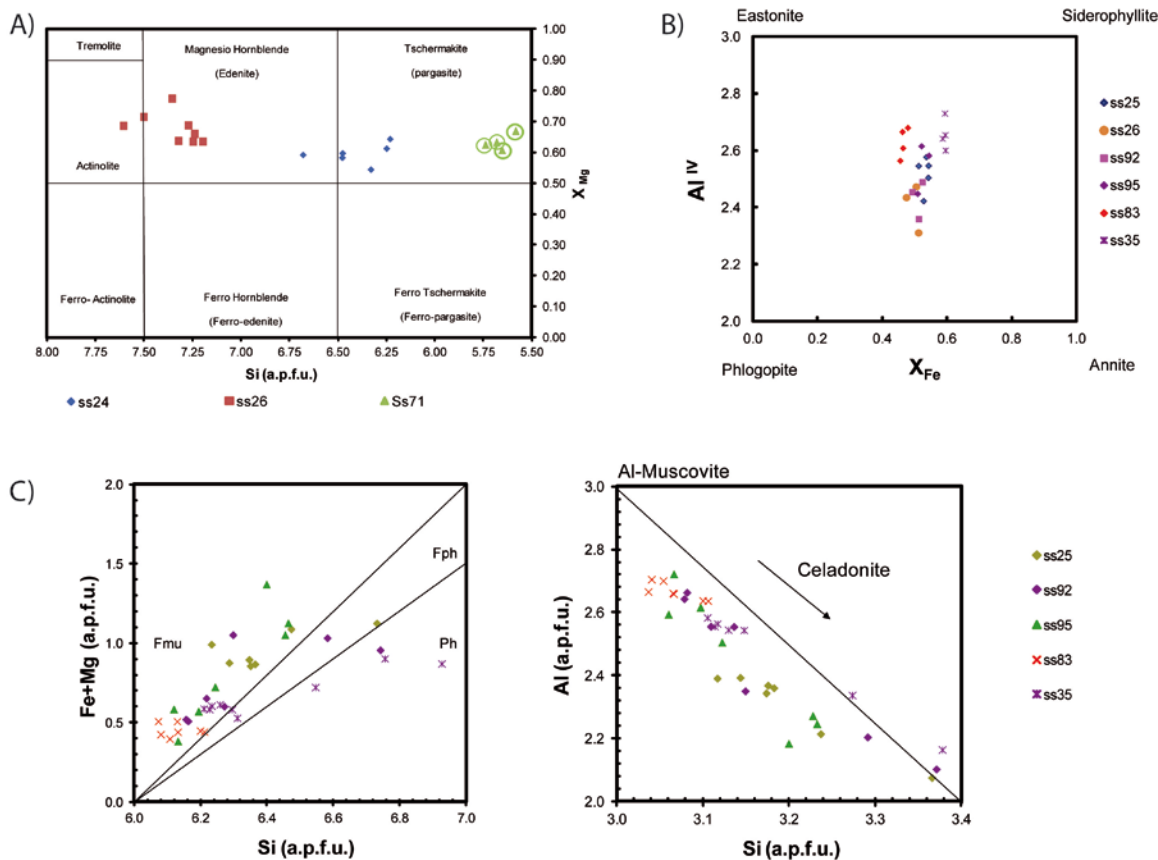 A)
Tremolite
Magnesio Hornblende
(Edenite)
Tschermakite
(pargasite)
Actinolite
Ferro- Actinolite
Ferro Hornblende
(Ferro-edenite)
Ferro Tschermakite
(Ferro-pargasite)
1.00
0.90
0.80
0.70
0.60
0.50
0.40
0.30
0.20
0.10
0.00
X Mg
8.00 7.75 7.50 7.25 7.00 6.75 6.50 6.25 6.00 5.75 5.50
Si (a.p.f.u.)
ss24 ss26 Ss71
B)
Eastonite Siderophyllite
3.0
2.8
2.6
2.4
2.2
2.0
Al IV
0.0 0.2 0.4 0.6 0.8 1.0
Phlogopite XFe Annite
ss25
ss26
ss92
ss95
ss83
ss35
C)
2.0
1.5
1.0
0.5
0.0
Fe+Mg (a.p.f.u.)
Fph
Fmu
Ph
6.0 6.2 6.4 6.6 6.8 7.0
Si (a.p.f.u.)
Al-Muscovite
3.0
2.8
2.6
2.4
2.2
2.0
Al (a.p.f.u.)
Celadonite
3.0 3.1 3.2 3.3 3.4
Si (a.p.f.u.)
ss25
ss92
ss95
ss83
ss35